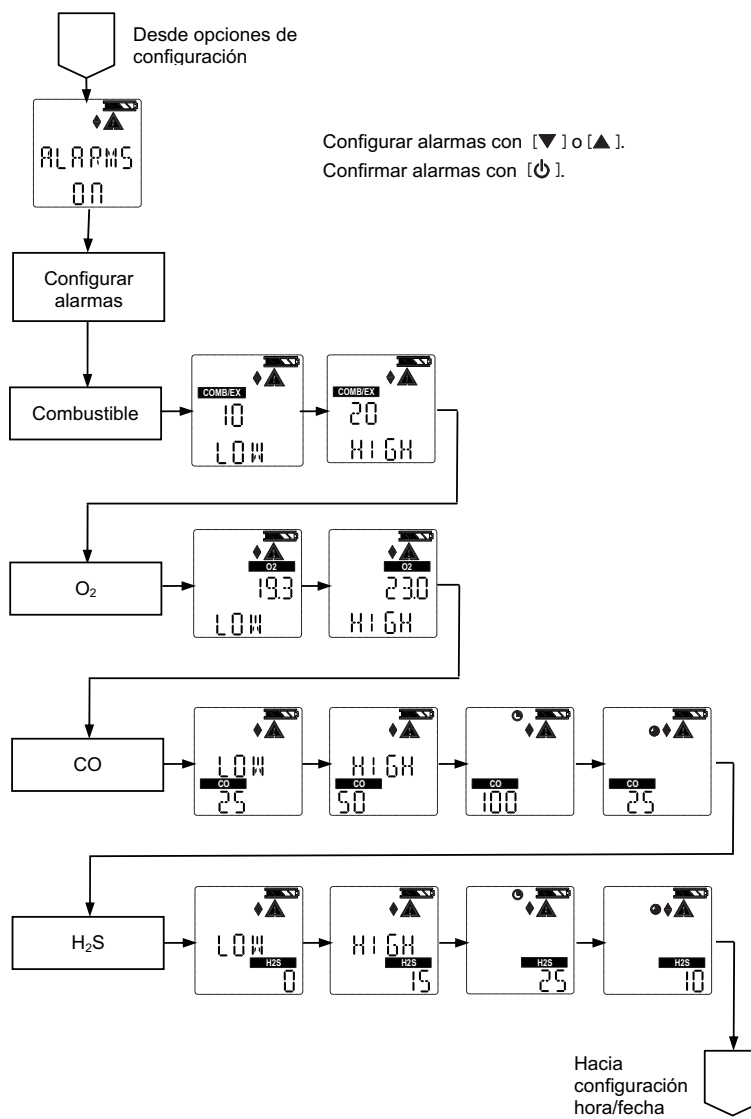 Desde opciones de
configuración
ALARMS
ON
Configurar alarmas con [▼] o [▲].
Confirmar alarmas con [⏻].
Configurar
alarmas
Combustible
COMB/EX
10
LOW
COMB/EX
20
HIGH
O₂
O2
19.3
LOW
O2
23.0
HIGH
CO
LOW
CO
25
HIGH
CO
50
CO
100
CO
25
H₂S
LOW
H2S
0
HIGH
H2S
15
H2S
25
H2S
10
Hacia
configuración
hora/fecha